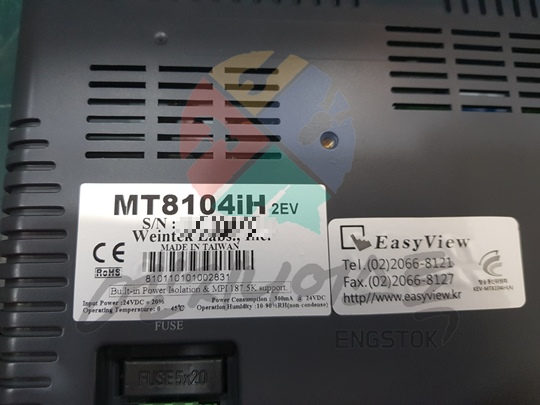 MT8104iH 2EV
S/N :
Weintek Labs., Inc.
MADE IN TAIWAN
CE
RoHS
810110101002831
Built-in Power Isolation & MPI 187.5K support.
Input Power :24VDC ± 20%
Power Consumption : 500mA @ 24VDC
Operating Temperature: 0 ~ 45℃
Operation Humidity :10-90%RH(non condense)
FUSE
FUSE 5x20
EasyView
Tel.(02)2066-8121
Fax.(02)2066-8127
http://www.easyview.kr
ENGSTOK